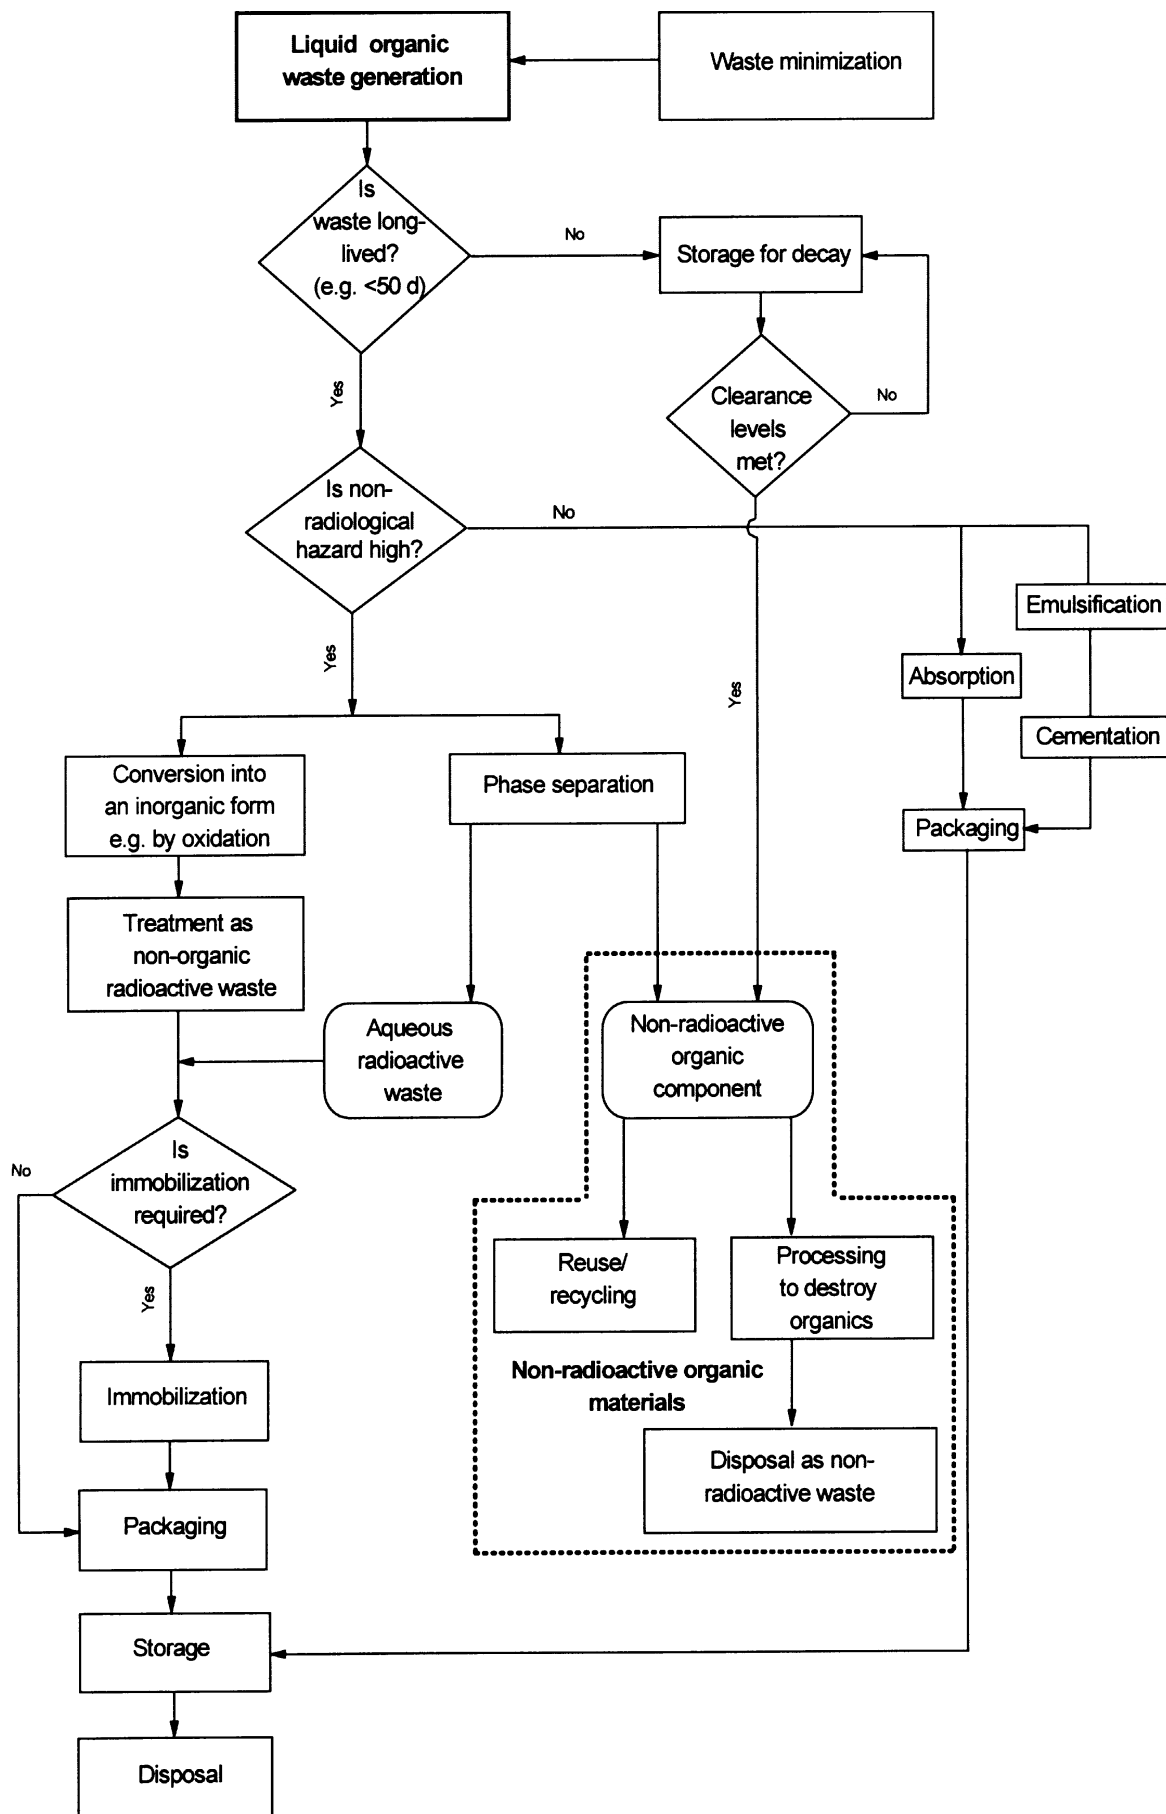 Liquid organic
waste generation
Waste minimization
Is
waste long-
lived?
(e.g. <50 d)
No
Storage for decay
Yes
Clearance
levels
met?
No
Is non-
radiological
hazard high?
No
Emulsification
Yes
Yes
Absorption
Cementation
Conversion into
an inorganic form
e.g. by oxidation
Phase separation
Packaging
Treatment as
non-organic
radioactive waste
Aqueous
radioactive
waste
Non-radioactive
organic
component
Is
immobilization
required?
No
Yes
Reuse/
recycling
Processing
to destroy
organics
Non-radioactive organic
materials
Immobilization
Disposal as non-
radioactive waste
Packaging
Storage
Disposal